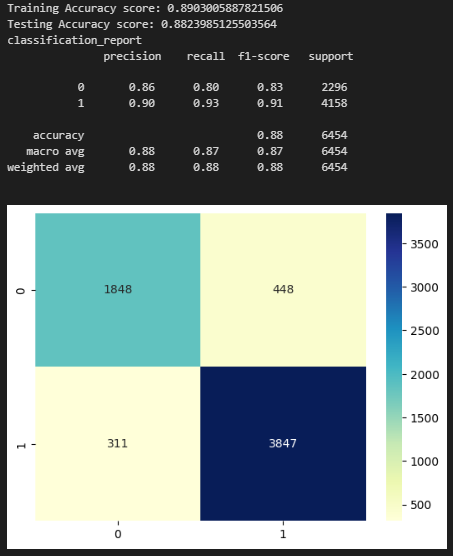 Training Accuracy score: 0.8903005887821506
Testing Accuracy score: 0.8823985125503564
classification_report
precision recall f1-score support
0 0.86 0.80 0.83 2296
1 0.90 0.93 0.91 4158
accuracy 0.88 6454
macro avg 0.88 0.87 0.87 6454
weighted avg 0.88 0.88 0.88 6454
0
1848
448
1
311
3847
0
1
3500
3000
2500
2000
1500
1000
500